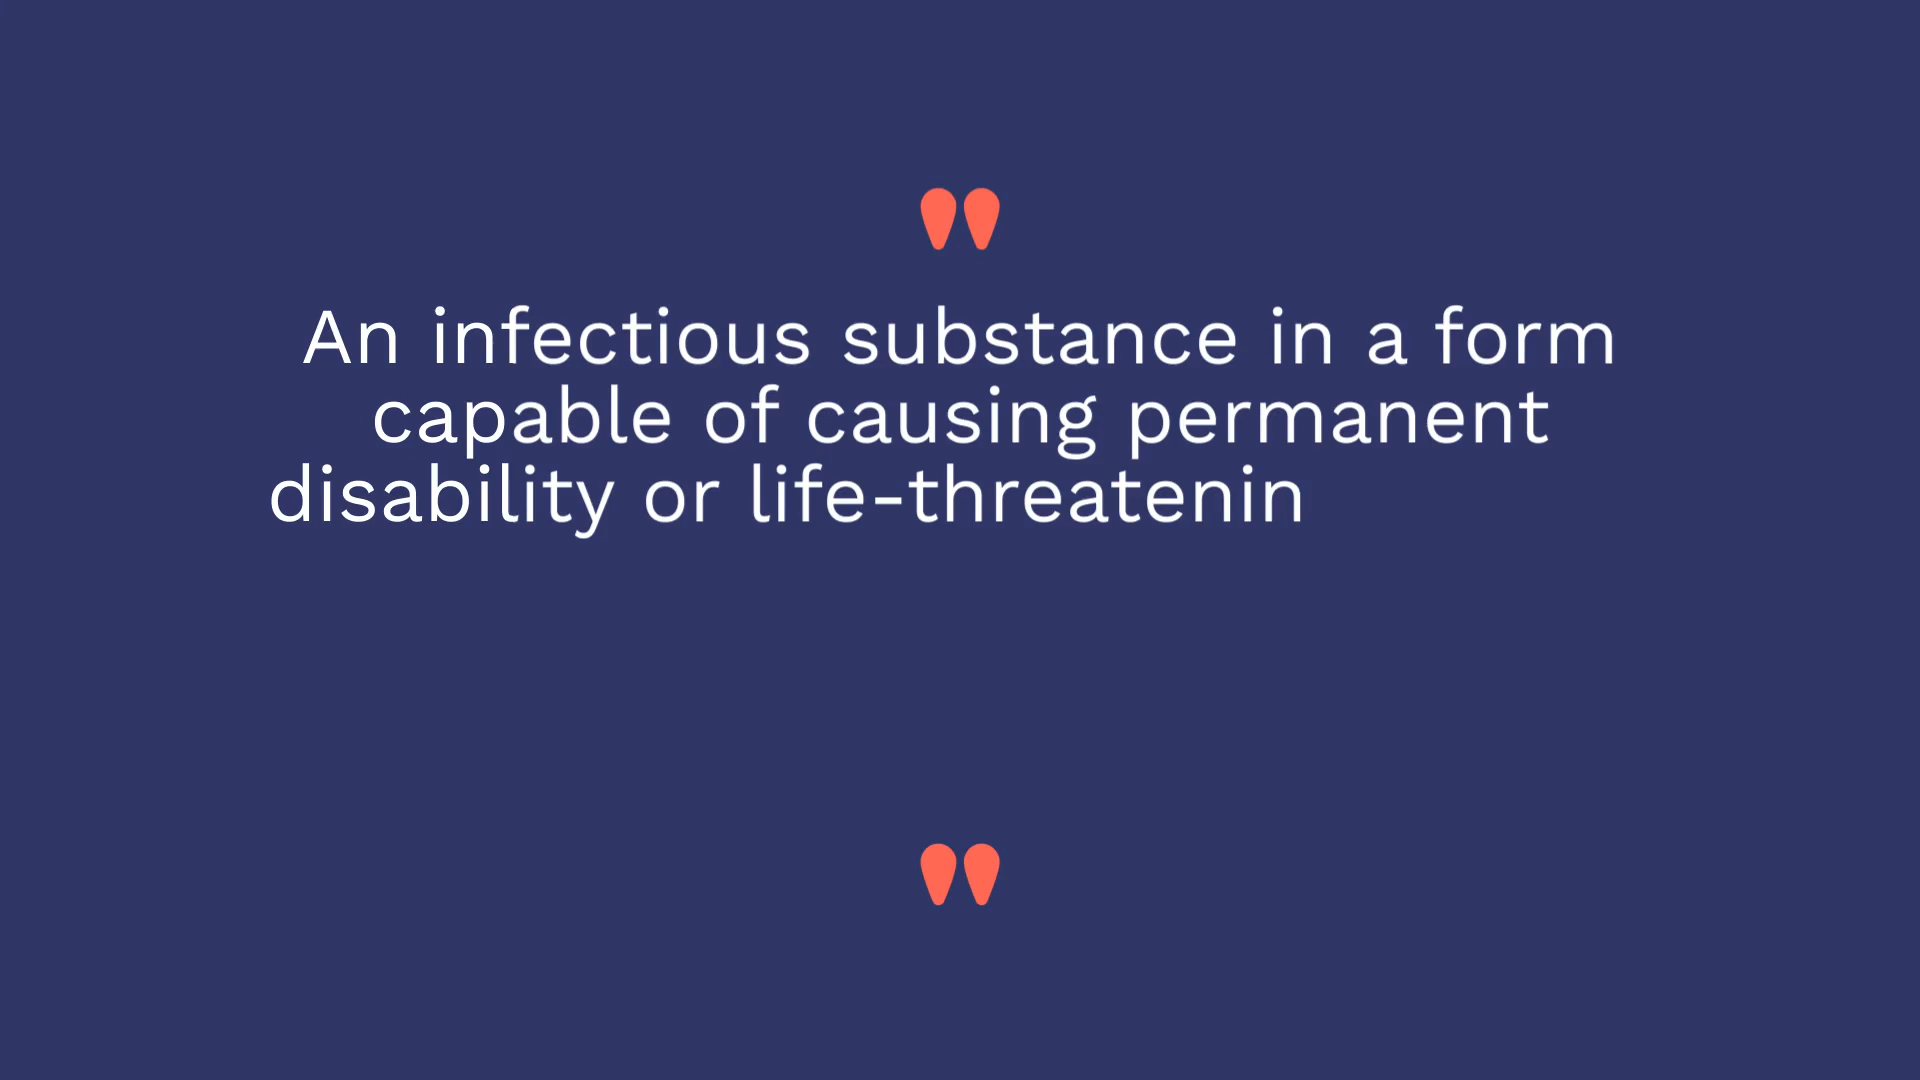 "
An infectious substance in a form
capable of causing permanent
disability or life-threatenin
"